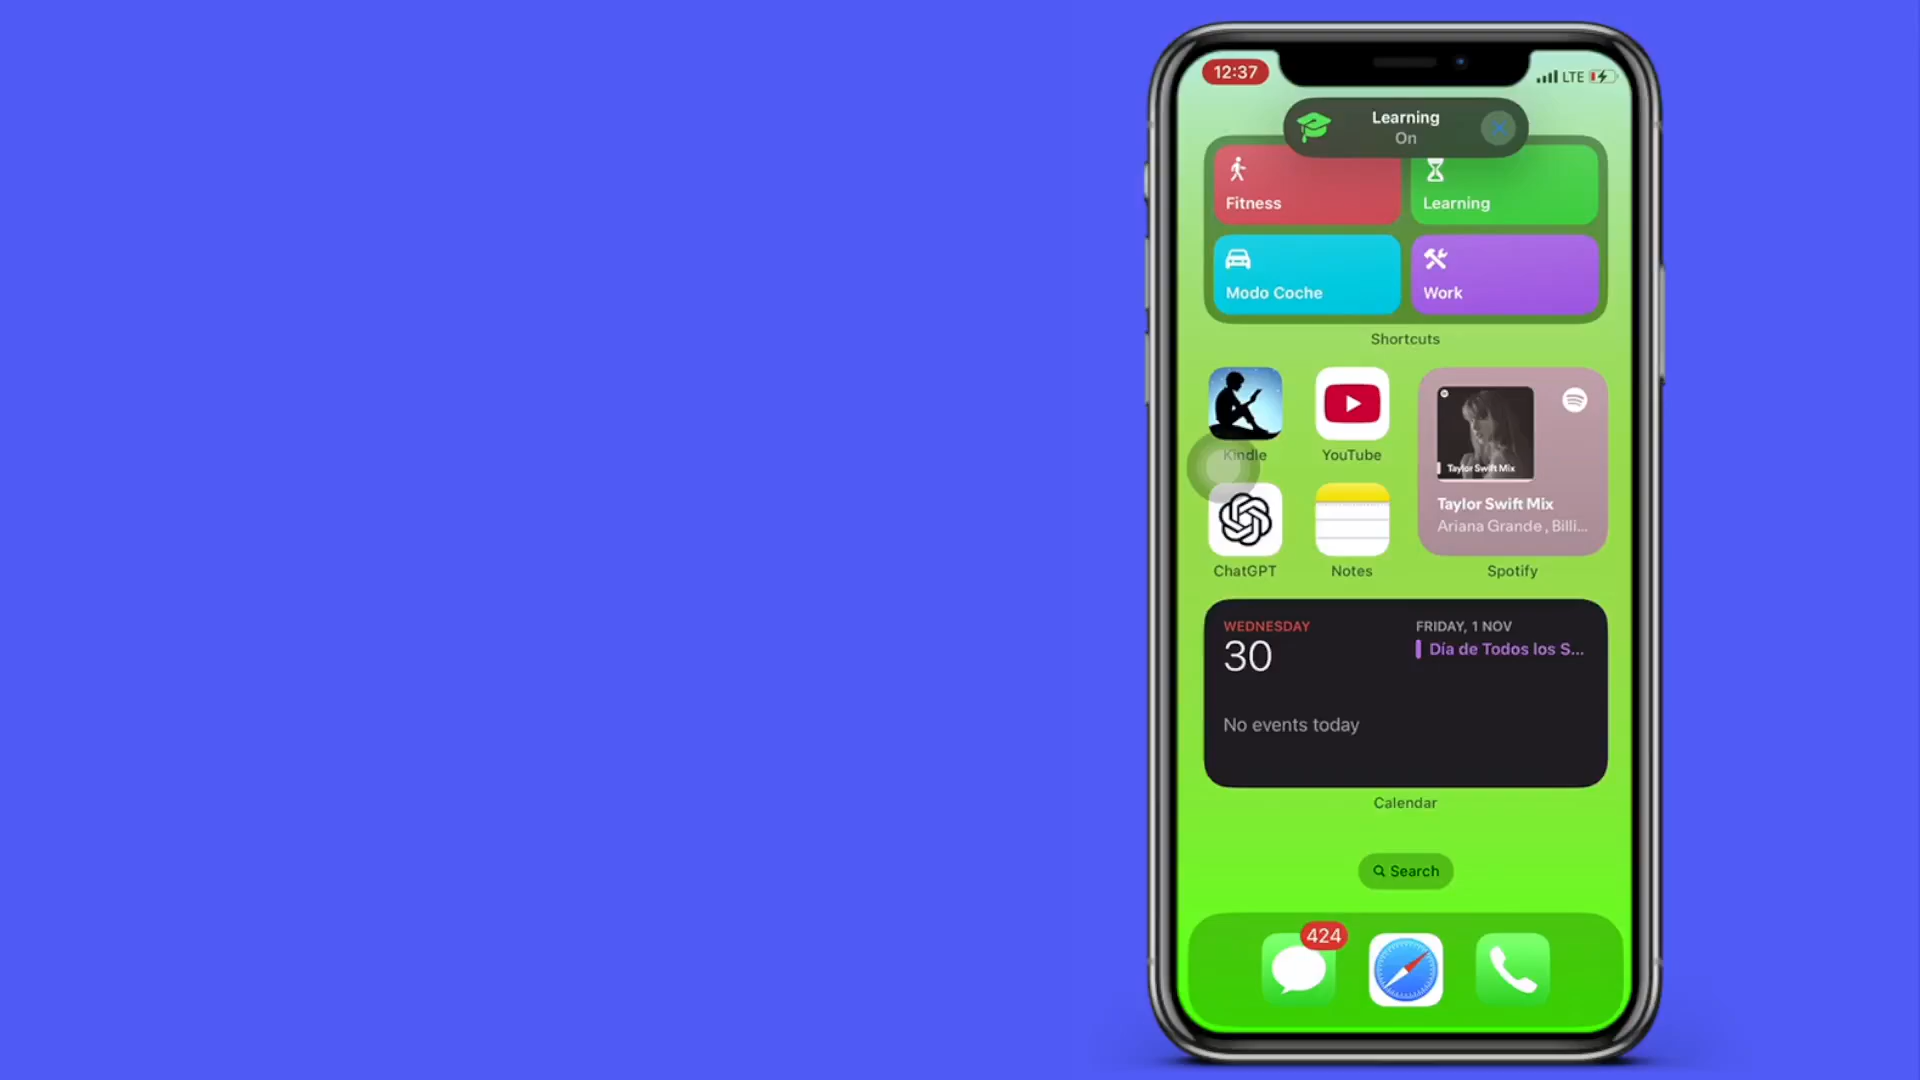 12:37
LTE
Learning
On
Fitness
Learning
Modo Coche
Work
Shortcuts
Kindle
YouTube
Taylor Swift Mix
Taylor Swift Mix
Ariana Grande, Billi...
ChatGPT
Notes
Spotify
WEDNESDAY
30
No events today
FRIDAY, 1 NOV
Día de Todos los S...
Calendar
Search
424